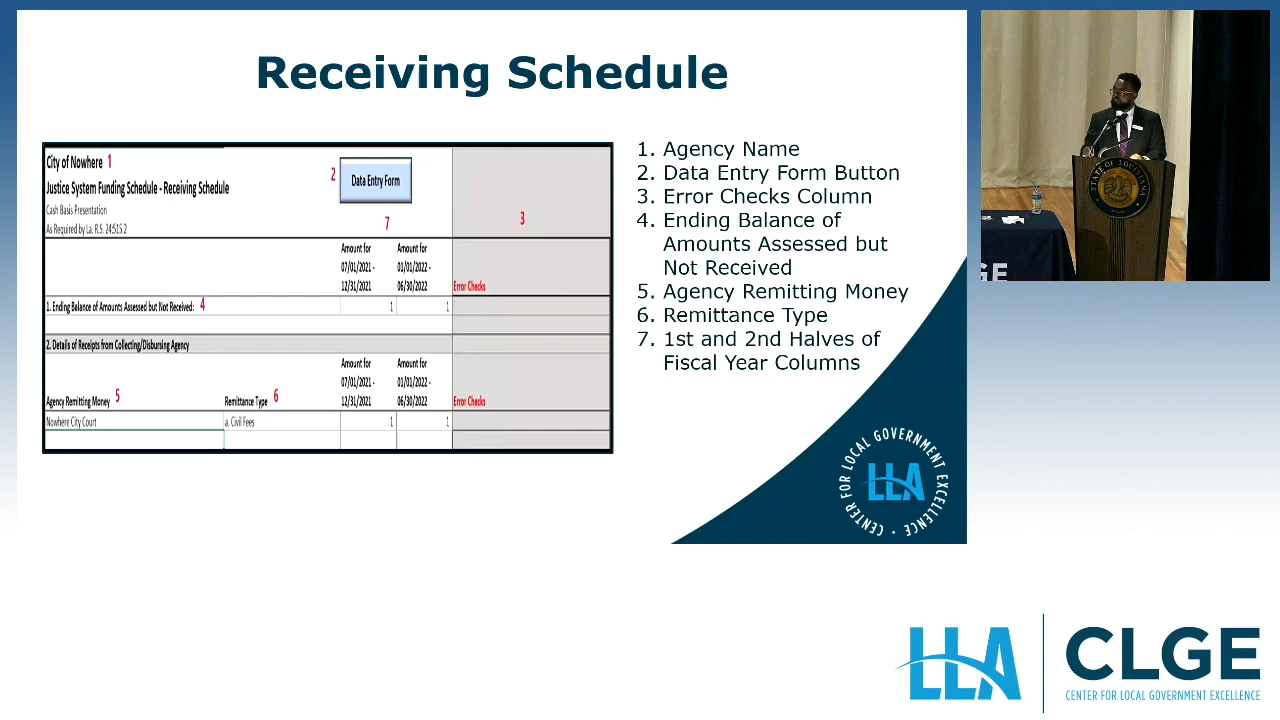 Receiving Schedule
City of Nowhere 1
Justice System Funding Schedule - Receiving Schedule
Cash Basis Presentation
As Required by La. R.S. 24:515.2
2 Data Entry Form
7
3
Amount for 07/01/2021 - 12/31/2021
Amount for 01/01/2022 - 06/30/2022
Error Checks
1. Ending Balance of Amounts Assessed but Not Received: 4 1 1
2. Details of Receipts from Collecting/Disbursing Agency
Amount for 07/01/2021 - 12/31/2021
Amount for 01/01/2022 - 06/30/2022
Agency Remitting Money 5 Remittance Type 6 Error Checks
Nowhere City Court a. Civil Fees 1 1
1. Agency Name
2. Data Entry Form Button
3. Error Checks Column
4. Ending Balance of
Amounts Assessed but
Not Received
5. Agency Remitting Money
6. Remittance Type
7. 1st and 2nd Halves of
Fiscal Year Columns
CENTER FOR LOCAL GOVERNMENT EXCELLENCE
LLA
STATE OF LOUISIANA
GE
LLA
CLGE
CENTER FOR LOCAL GOVERNMENT EXCELLENCE